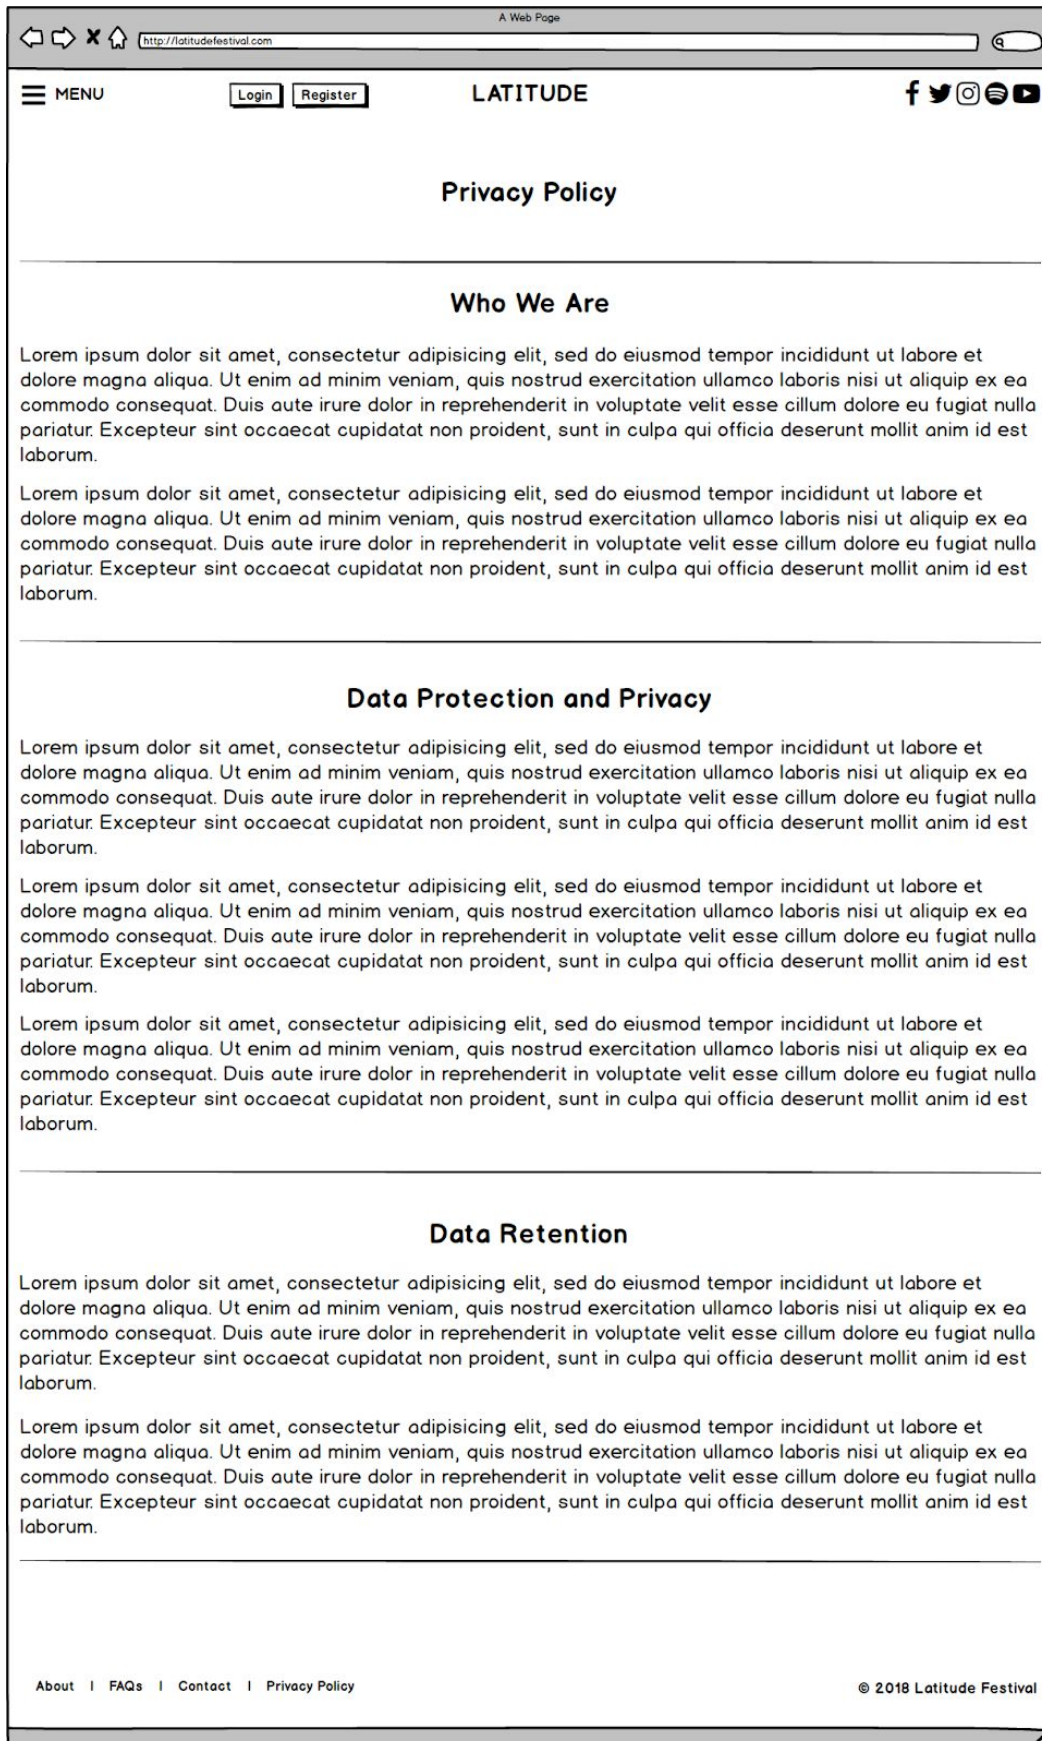 A Web Page
http://latitudefestival.com
MENU Login Register LATITUDE
Privacy Policy
Who We Are
Lorem ipsum dolor sit amet, consectetur adipisicing elit, sed do eiusmod tempor incididunt ut labore et
dolore magna aliqua. Ut enim ad minim veniam, quis nostrud exercitation ullamco laboris nisi ut aliquip ex ea
commodo consequat. Duis aute irure dolor in reprehenderit in voluptate velit esse cillum dolore eu fugiat nulla
pariatur. Excepteur sint occaecat cupidatat non proident, sunt in culpa qui officia deserunt mollit anim id est
laborum.
Lorem ipsum dolor sit amet, consectetur adipisicing elit, sed do eiusmod tempor incididunt ut labore et
dolore magna aliqua. Ut enim ad minim veniam, quis nostrud exercitation ullamco laboris nisi ut aliquip ex ea
commodo consequat. Duis aute irure dolor in reprehenderit in voluptate velit esse cillum dolore eu fugiat nulla
pariatur. Excepteur sint occaecat cupidatat non proident, sunt in culpa qui officia deserunt mollit anim id est
laborum.
Data Protection and Privacy
Lorem ipsum dolor sit amet, consectetur adipisicing elit, sed do eiusmod tempor incididunt ut labore et
dolore magna aliqua. Ut enim ad minim veniam, quis nostrud exercitation ullamco laboris nisi ut aliquip ex ea
commodo consequat. Duis aute irure dolor in reprehenderit in voluptate velit esse cillum dolore eu fugiat nulla
pariatur. Excepteur sint occaecat cupidatat non proident, sunt in culpa qui officia deserunt mollit anim id est
laborum.
Lorem ipsum dolor sit amet, consectetur adipisicing elit, sed do eiusmod tempor incididunt ut labore et
dolore magna aliqua. Ut enim ad minim veniam, quis nostrud exercitation ullamco laboris nisi ut aliquip ex ea
commodo consequat. Duis aute irure dolor in reprehenderit in voluptate velit esse cillum dolore eu fugiat nulla
pariatur. Excepteur sint occaecat cupidatat non proident, sunt in culpa qui officia deserunt mollit anim id est
laborum.
Lorem ipsum dolor sit amet, consectetur adipisicing elit, sed do eiusmod tempor incididunt ut labore et
dolore magna aliqua. Ut enim ad minim veniam, quis nostrud exercitation ullamco laboris nisi ut aliquip ex ea
commodo consequat. Duis aute irure dolor in reprehenderit in voluptate velit esse cillum dolore eu fugiat nulla
pariatur. Excepteur sint occaecat cupidatat non proident, sunt in culpa qui officia deserunt mollit anim id est
laborum.
Data Retention
Lorem ipsum dolor sit amet, consectetur adipisicing elit, sed do eiusmod tempor incididunt ut labore et
dolore magna aliqua. Ut enim ad minim veniam, quis nostrud exercitation ullamco laboris nisi ut aliquip ex ea
commodo consequat. Duis aute irure dolor in reprehenderit in voluptate velit esse cillum dolore eu fugiat nulla
pariatur. Excepteur sint occaecat cupidatat non proident, sunt in culpa qui officia deserunt mollit anim id est
laborum.
Lorem ipsum dolor sit amet, consectetur adipisicing elit, sed do eiusmod tempor incididunt ut labore et
dolore magna aliqua. Ut enim ad minim veniam, quis nostrud exercitation ullamco laboris nisi ut aliquip ex ea
commodo consequat. Duis aute irure dolor in reprehenderit in voluptate velit esse cillum dolore eu fugiat nulla
pariatur. Excepteur sint occaecat cupidatat non proident, sunt in culpa qui officia deserunt mollit anim id est
laborum.
About | FAQs | Contact | Privacy Policy © 2018 Latitude Festival